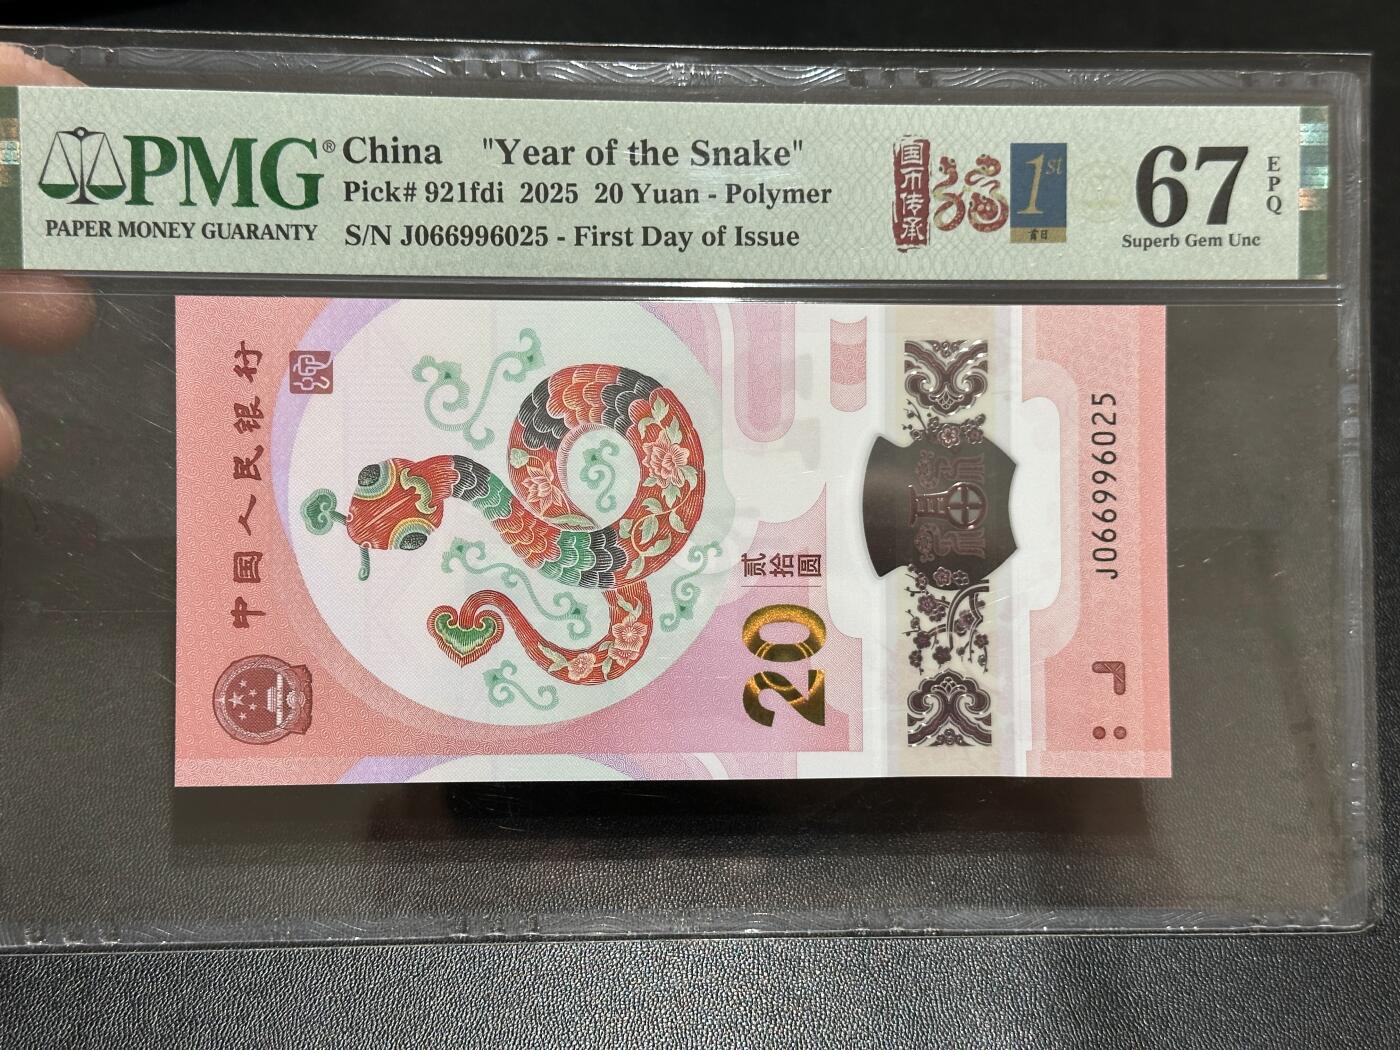 PMG®
PAPER MONEY GUARANTY
China "Year of the Snake"
Pick# 921fdi 2025 20 Yuan - Polymer
S/N J066996025 - First Day of Issue
国币传承
福
1st
首日
67
EPQ
Superb Gem Unc
中国人民银行
贰拾圆
20
J066996025